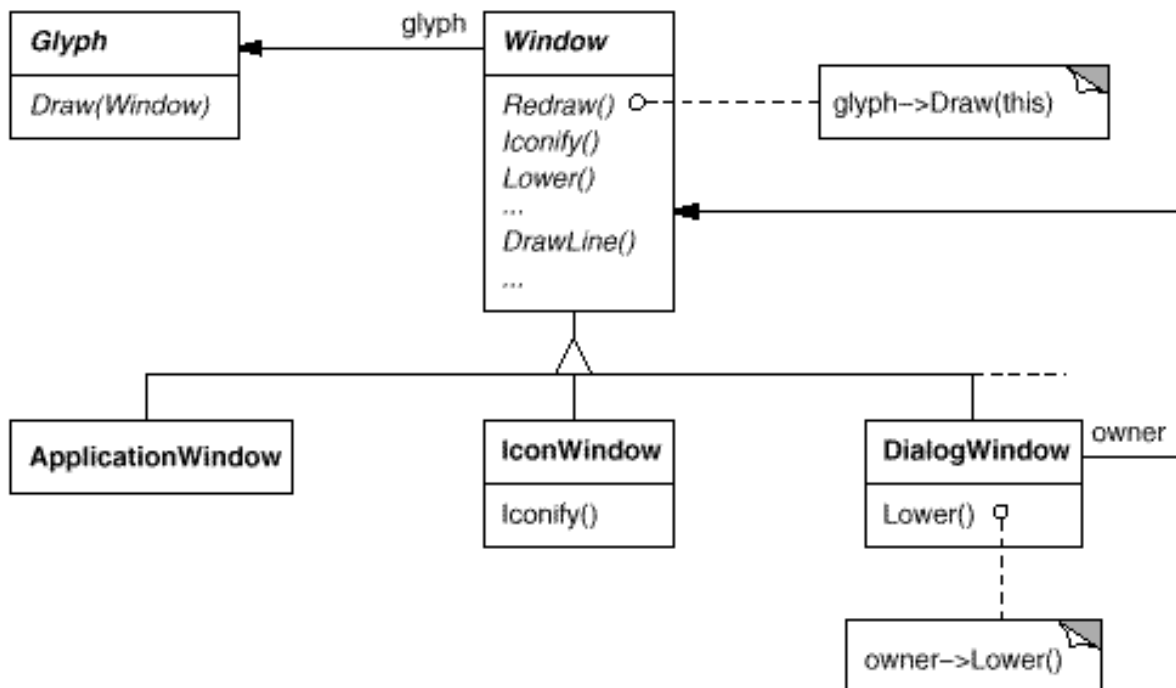 Glyph
Draw(Window)
glyph
Window
Redraw()
Iconify()
Lower()
...
DrawLine()
...
glyph->Draw(this)
ApplicationWindow
IconWindow
Iconify()
DialogWindow
Lower()
owner
owner->Lower()